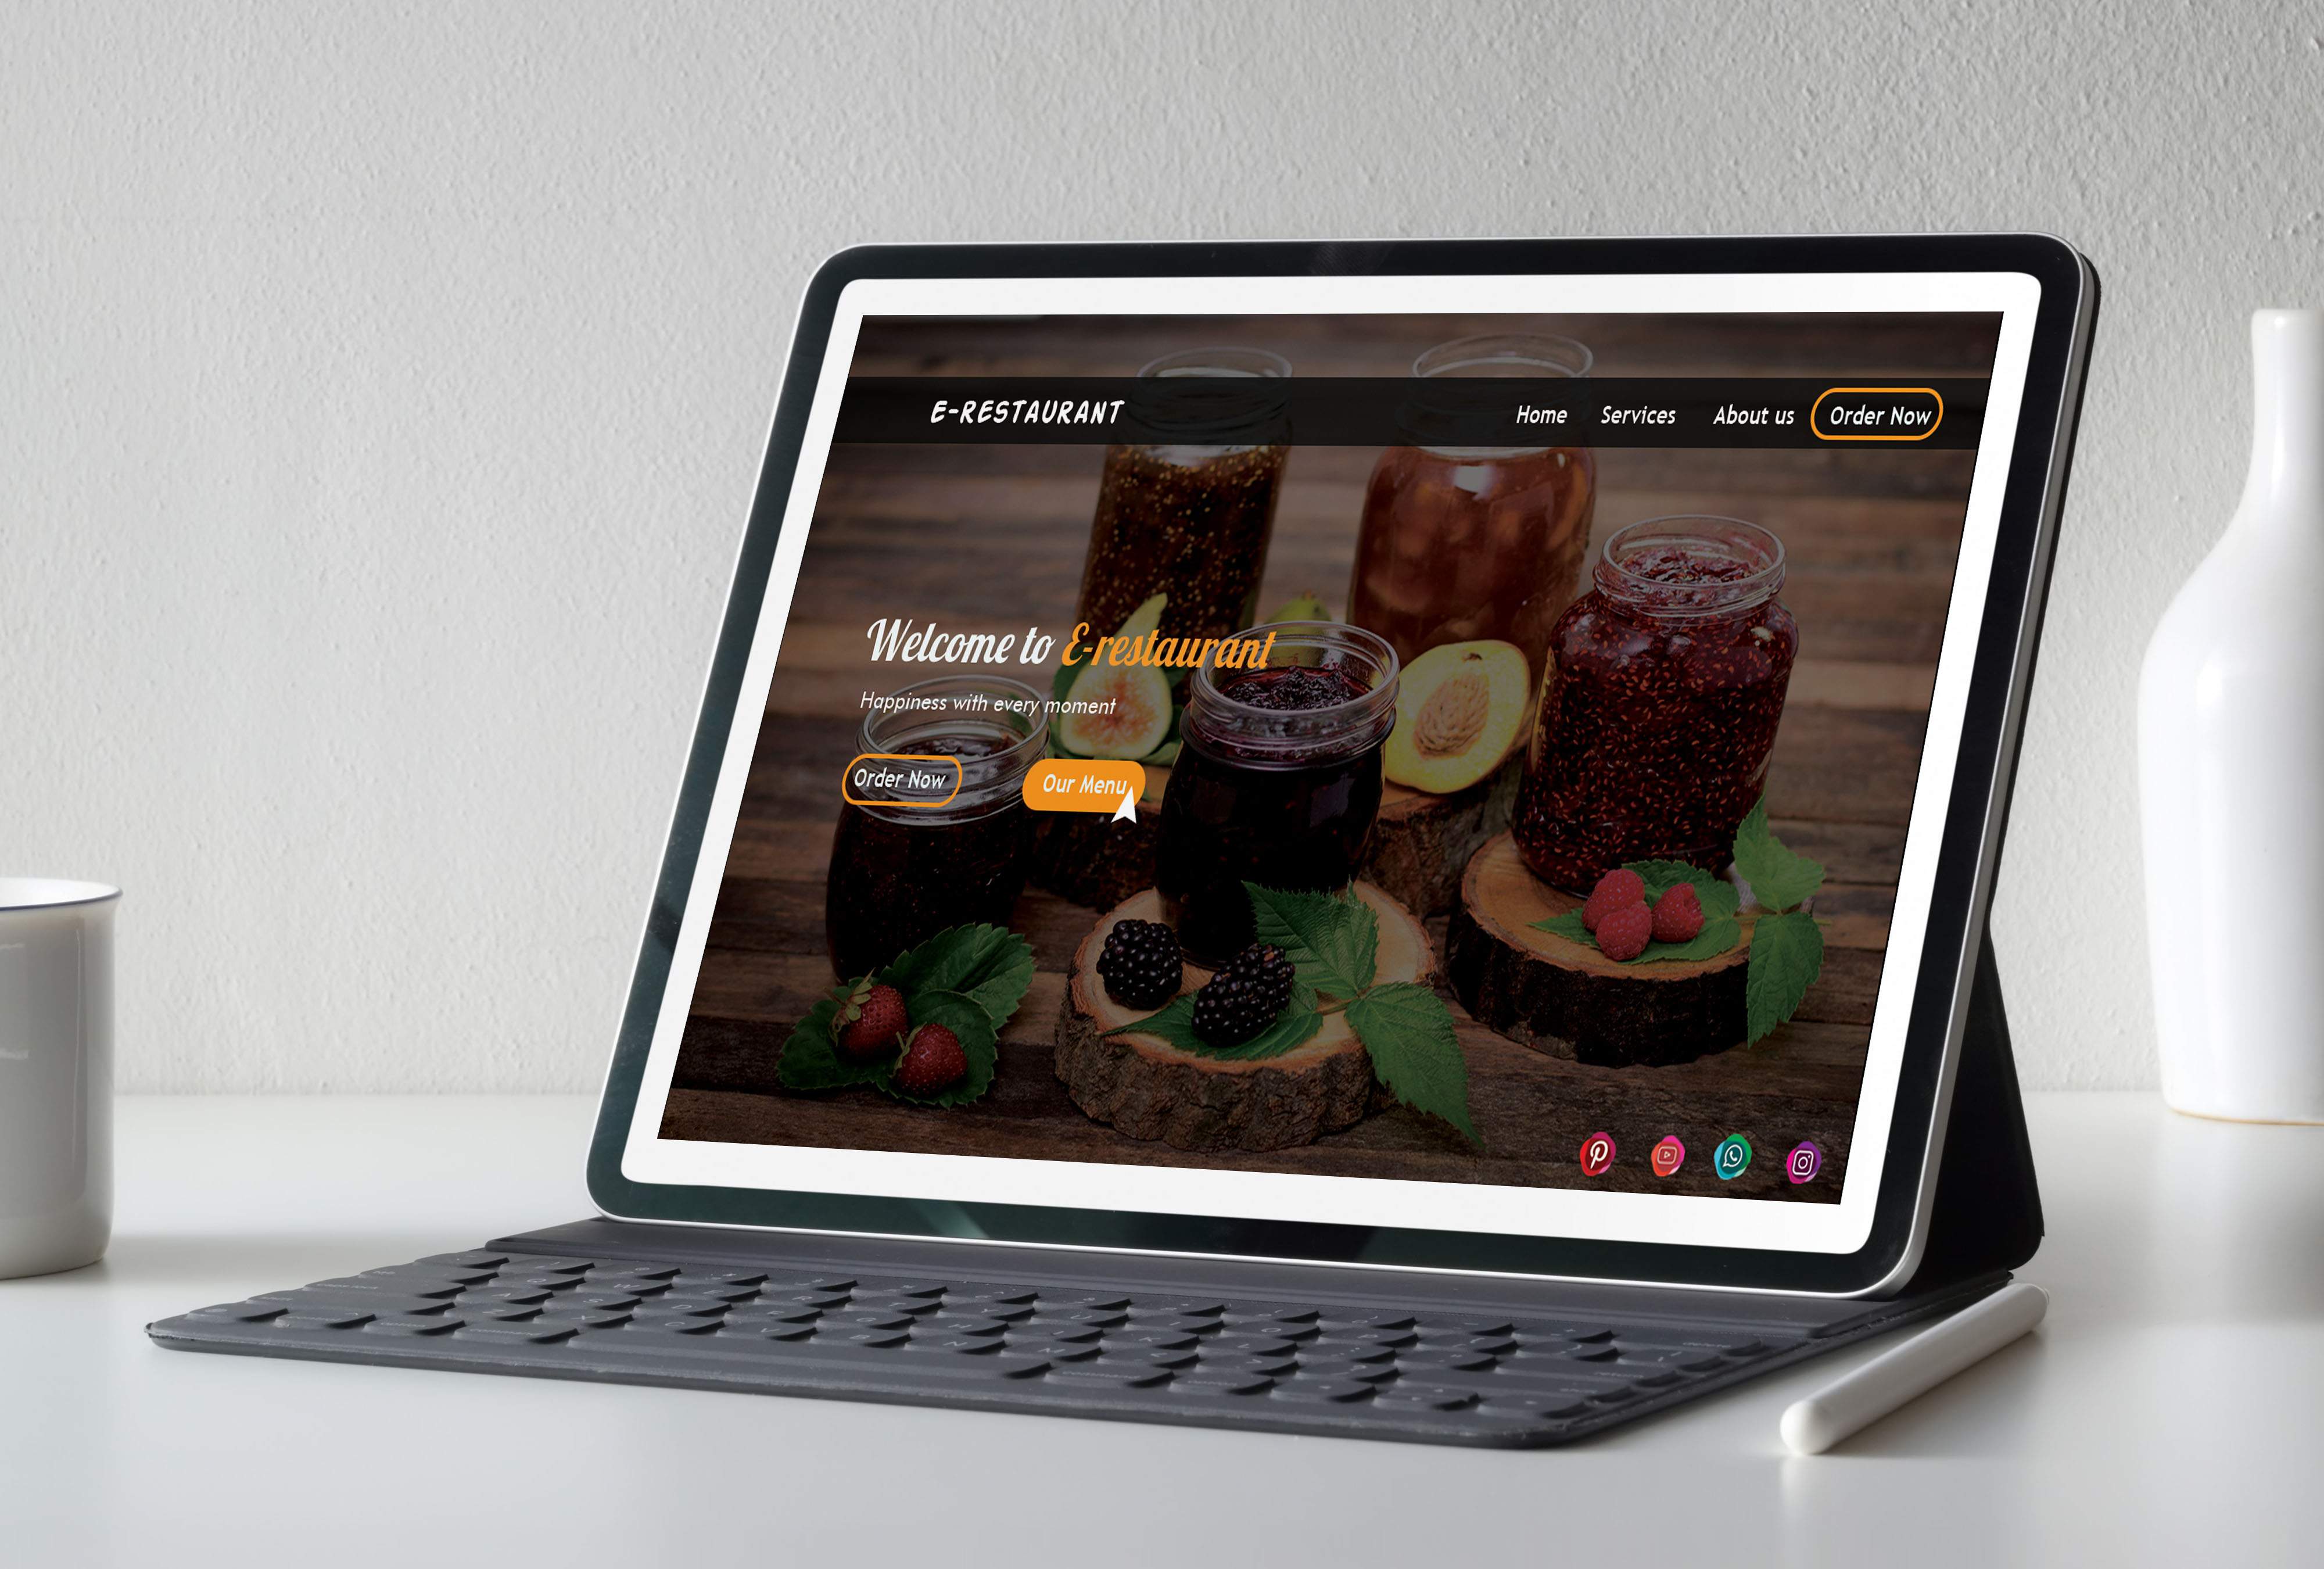 E-RESTAURANT
Home Services About us Order Now
Welcome to E-restaurant
Happiness with every moment
Order Now Our Menu